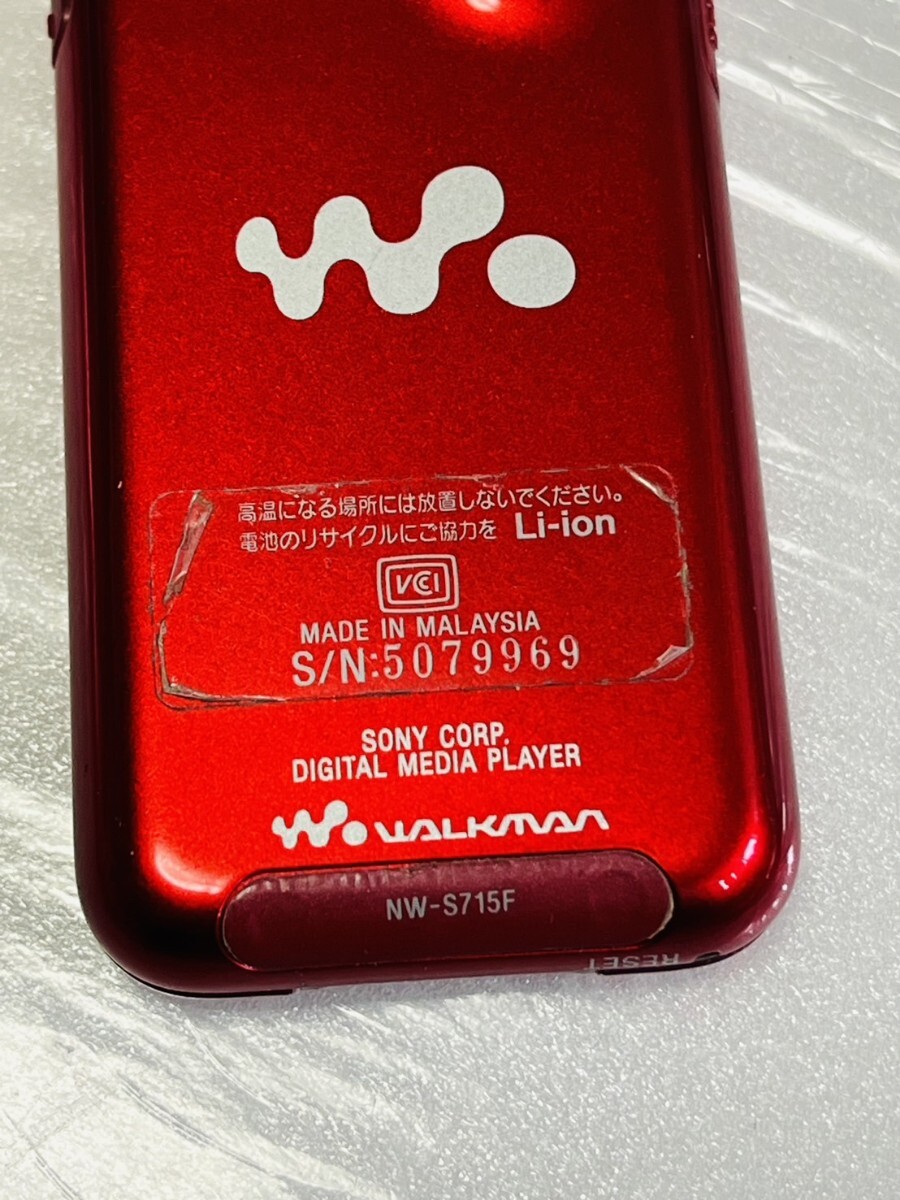 高温になる場所には放置しないでください。
電池のリサイクルにご協力を Li-ion
VCCI
MADE IN MALAYSIA
S/N:5079969
SONY CORP.
DIGITAL MEDIA PLAYER
WALKMAN
NW-S715F
RESET